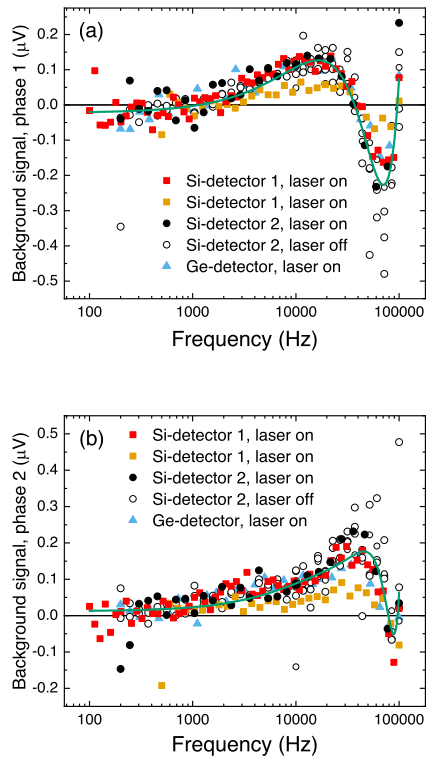 (a)
Background signal, phase 1 (μV)
0.2
0.1
0.0
-0.1
-0.2
-0.3
-0.4
-0.5
Si-detector 1, laser on
Si-detector 1, laser on
Si-detector 2, laser on
Si-detector 2, laser off
Ge-detector, laser on
100
1000
10000
100000
Frequency (Hz)
(b)
Background signal, phase 2 (μV)
0.5
0.4
0.3
0.2
0.1
0.0
-0.1
-0.2
Si-detector 1, laser on
Si-detector 1, laser on
Si-detector 2, laser on
Si-detector 2, laser off
Ge-detector, laser on
100
1000
10000
100000
Frequency (Hz)